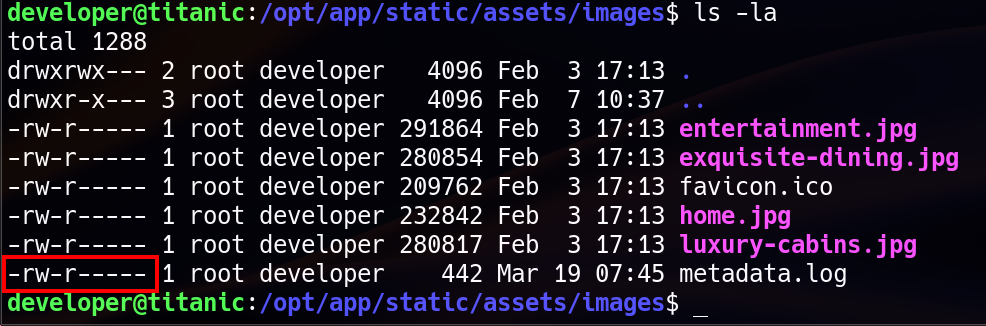 developer@titanic:/opt/app/static/assets/images$ ls -la
total 1288
drwxrwx--- 2 root developer   4096 Feb  3 17:13 .
drwxr-x--- 3 root developer   4096 Feb  7 10:37 ..
-rw-r----- 1 root developer 291864 Feb  3 17:13 entertainment.jpg
-rw-r----- 1 root developer 280854 Feb  3 17:13 exquisite-dining.jpg
-rw-r----- 1 root developer 209762 Feb  3 17:13 favicon.ico
-rw-r----- 1 root developer 232842 Feb  3 17:13 home.jpg
-rw-r----- 1 root developer 280817 Feb  3 17:13 luxury-cabins.jpg
-rw-r----- 1 root developer    442 Mar 19 07:45 metadata.log
developer@titanic:/opt/app/static/assets/images$ _